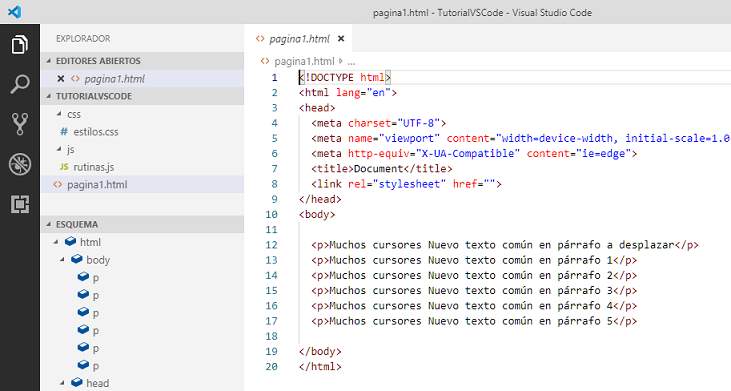 pagina1.html - TutorialVSCode - Visual Studio Code
EXPLORADOR
EDITORES ABIERTOS
pagina1.html
TUTORIALVSCODE
css
# estilos.css
js
JS rutinas.js
<> pagina1.html
ESQUEMA
html
body
p
p
p
p
p
p
head
<> pagina1.html
<> pagina1.html ...
1 <!DOCTYPE html>
2 <html lang="en">
3 <head>
4 <meta charset="UTF-8">
5 <meta name="viewport" content="width=device-width, initial-scale=1.0
6 <meta http-equiv="X-UA-Compatible" content="ie=edge">
7 <title>Document</title>
8 <link rel="stylesheet" href="">
9 </head>
10 <body>
11
12 <p>Muchos cursores Nuevo texto común en párrafo a desplazar</p>
13 <p>Muchos cursores Nuevo texto común en párrafo 1</p>
14 <p>Muchos cursores Nuevo texto común en párrafo 2</p>
15 <p>Muchos cursores Nuevo texto común en párrafo 3</p>
16 <p>Muchos cursores Nuevo texto común en párrafo 4</p>
17 <p>Muchos cursores Nuevo texto común en párrafo 5</p>
18
19 </body>
20 </html>